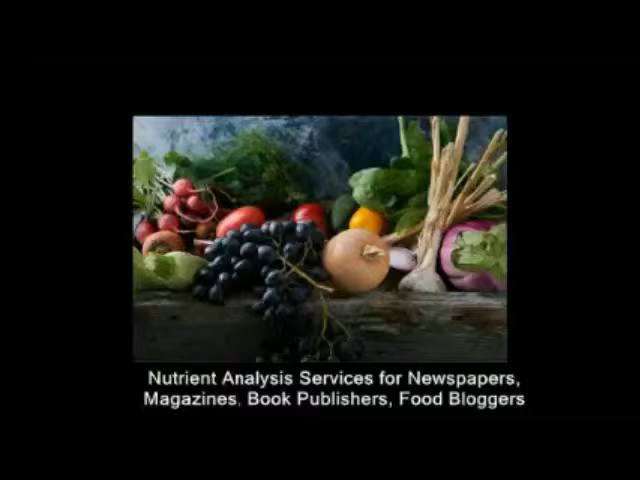 Nutrient Analysis Services for Newspapers,
Magazines, Book Publishers, Food Bloggers